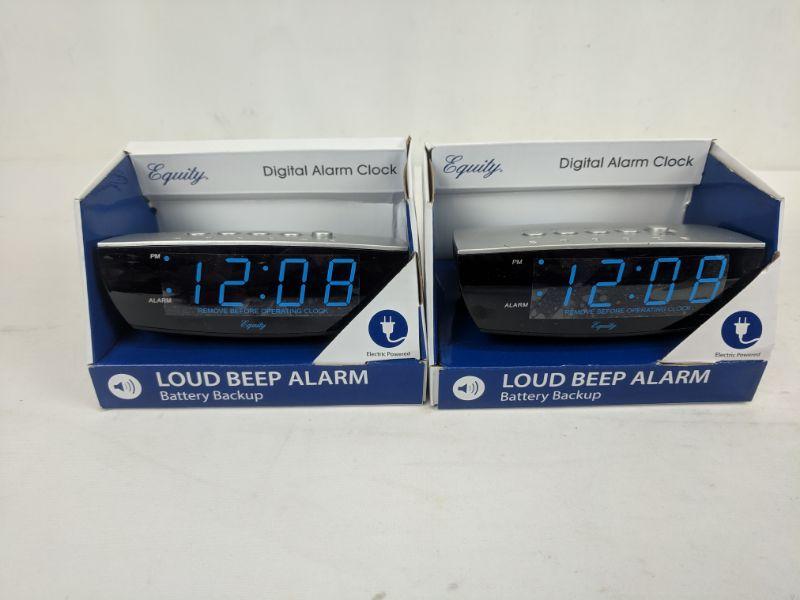 Equity
Digital Alarm Clock
PM
12:08
ALARM
REMOVE BEFORE OPERATING CLOCK
Equity
Electric Powered
LOUD BEEP ALARM
Battery Backup
Equity
Digital Alarm Clock
PM
12:08
ALARM
REMOVE BEFORE OPERATING CLOCK
Equity
Electric Powered
LOUD BEEP ALARM
Battery Backup